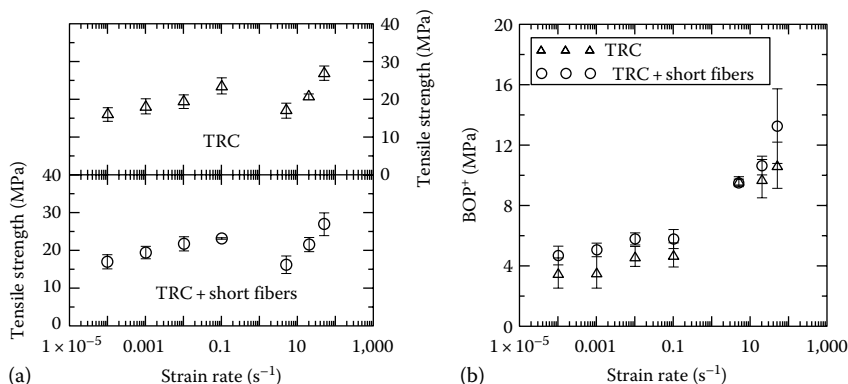 40
30
20
10
0
Tensile strength (MPa)
TRC
40
30
20
10
0
Tensile strength (MPa)
TRC + short fibers
1 × 10⁻⁵ 0.001 0.1 10 1,000
(a) Strain rate (s⁻¹)
20
16
12
8
4
0
BOP⁺ (MPa)
TRC
TRC + short fibers
1 × 10⁻⁵ 0.001 0.1 10 1,000
(b) Strain rate (s⁻¹)